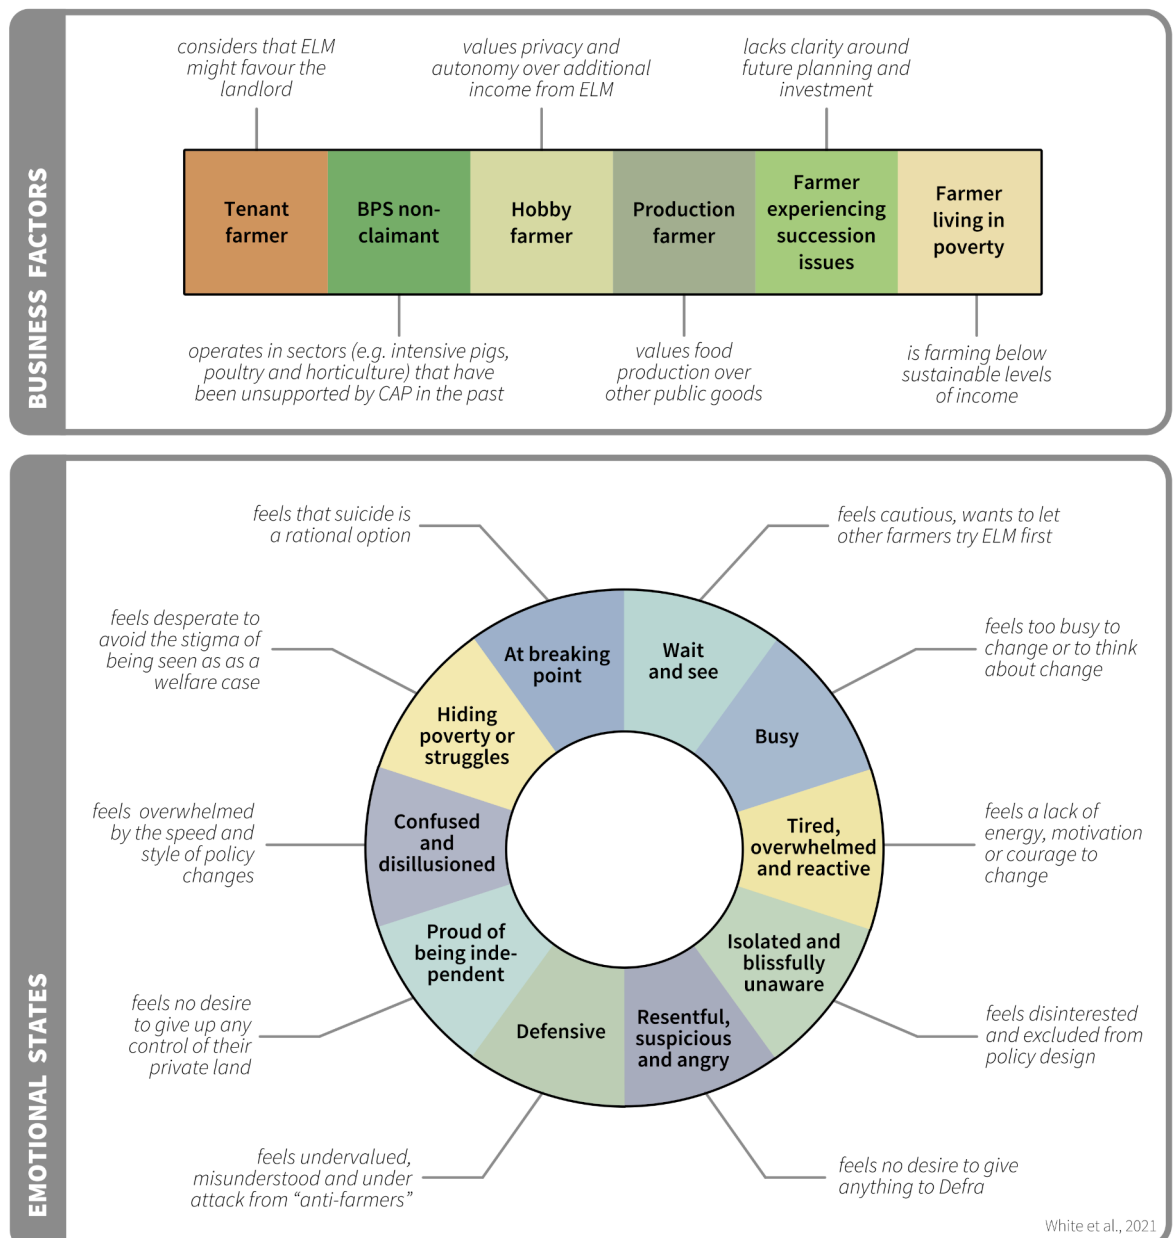 BUSINESS FACTORS
considers that ELM
might favour the
landlord
values privacy and
autonomy over additional
income from ELM
lacks clarity around
future planning and
investment
Tenant
farmer
BPS non-
claimant
Hobby
farmer
Production
farmer
Farmer
experiencing
succession
issues
Farmer
living in
poverty
operates in sectors (e.g. intensive pigs,
poultry and horticulture) that have
been unsupported by CAP in the past
values food
production over
other public goods
is farming below
sustainable levels
of income
EMOTIONAL STATES
feels that suicide is
a rational option
feels cautious, wants to let
other farmers try ELM first
feels desperate to
avoid the stigma of
being seen as as a
welfare case
feels too busy to
change or to think
about change
At breaking
point
Wait
and see
Hiding
poverty or
struggles
Busy
feels overwhelmed
by the speed and
style of policy
changes
Confused
and
disillusioned
Tired,
overwhelmed
and reactive
feels a lack of
energy, motivation
or courage to
change
Proud of
being inde-
pendent
Isolated and
blissfully
unaware
Defensive
Resentful,
suspicious
and angry
feels no desire
to give up any
control of their
private land
feels disinterested
and excluded from
policy design
feels undervalued,
misunderstood and under
attack from “anti-farmers”
feels no desire to give
anything to Defra
White et al., 2021